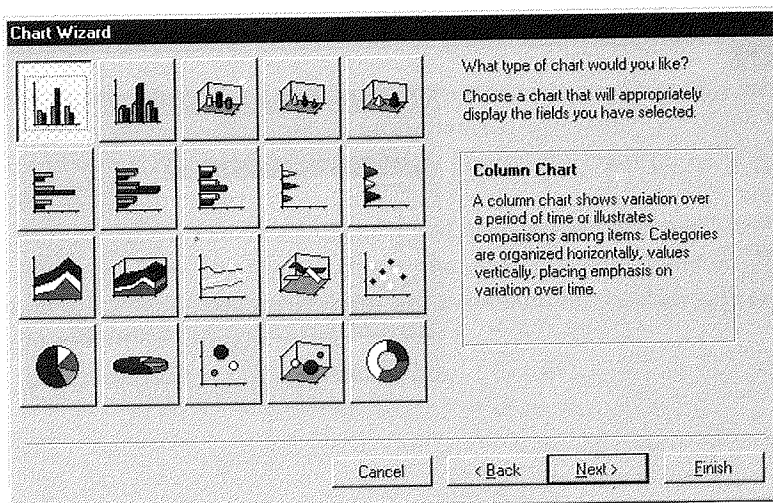 Chart Wizard
What type of chart would you like?
Choose a chart that will appropriately
display the fields you have selected.
Column Chart
A column chart shows variation over
a period of time or illustrates
comparisons among items. Categories
are organized horizontally, values
vertically, placing emphasis on
variation over time.
Cancel
< Back
Next >
Finish